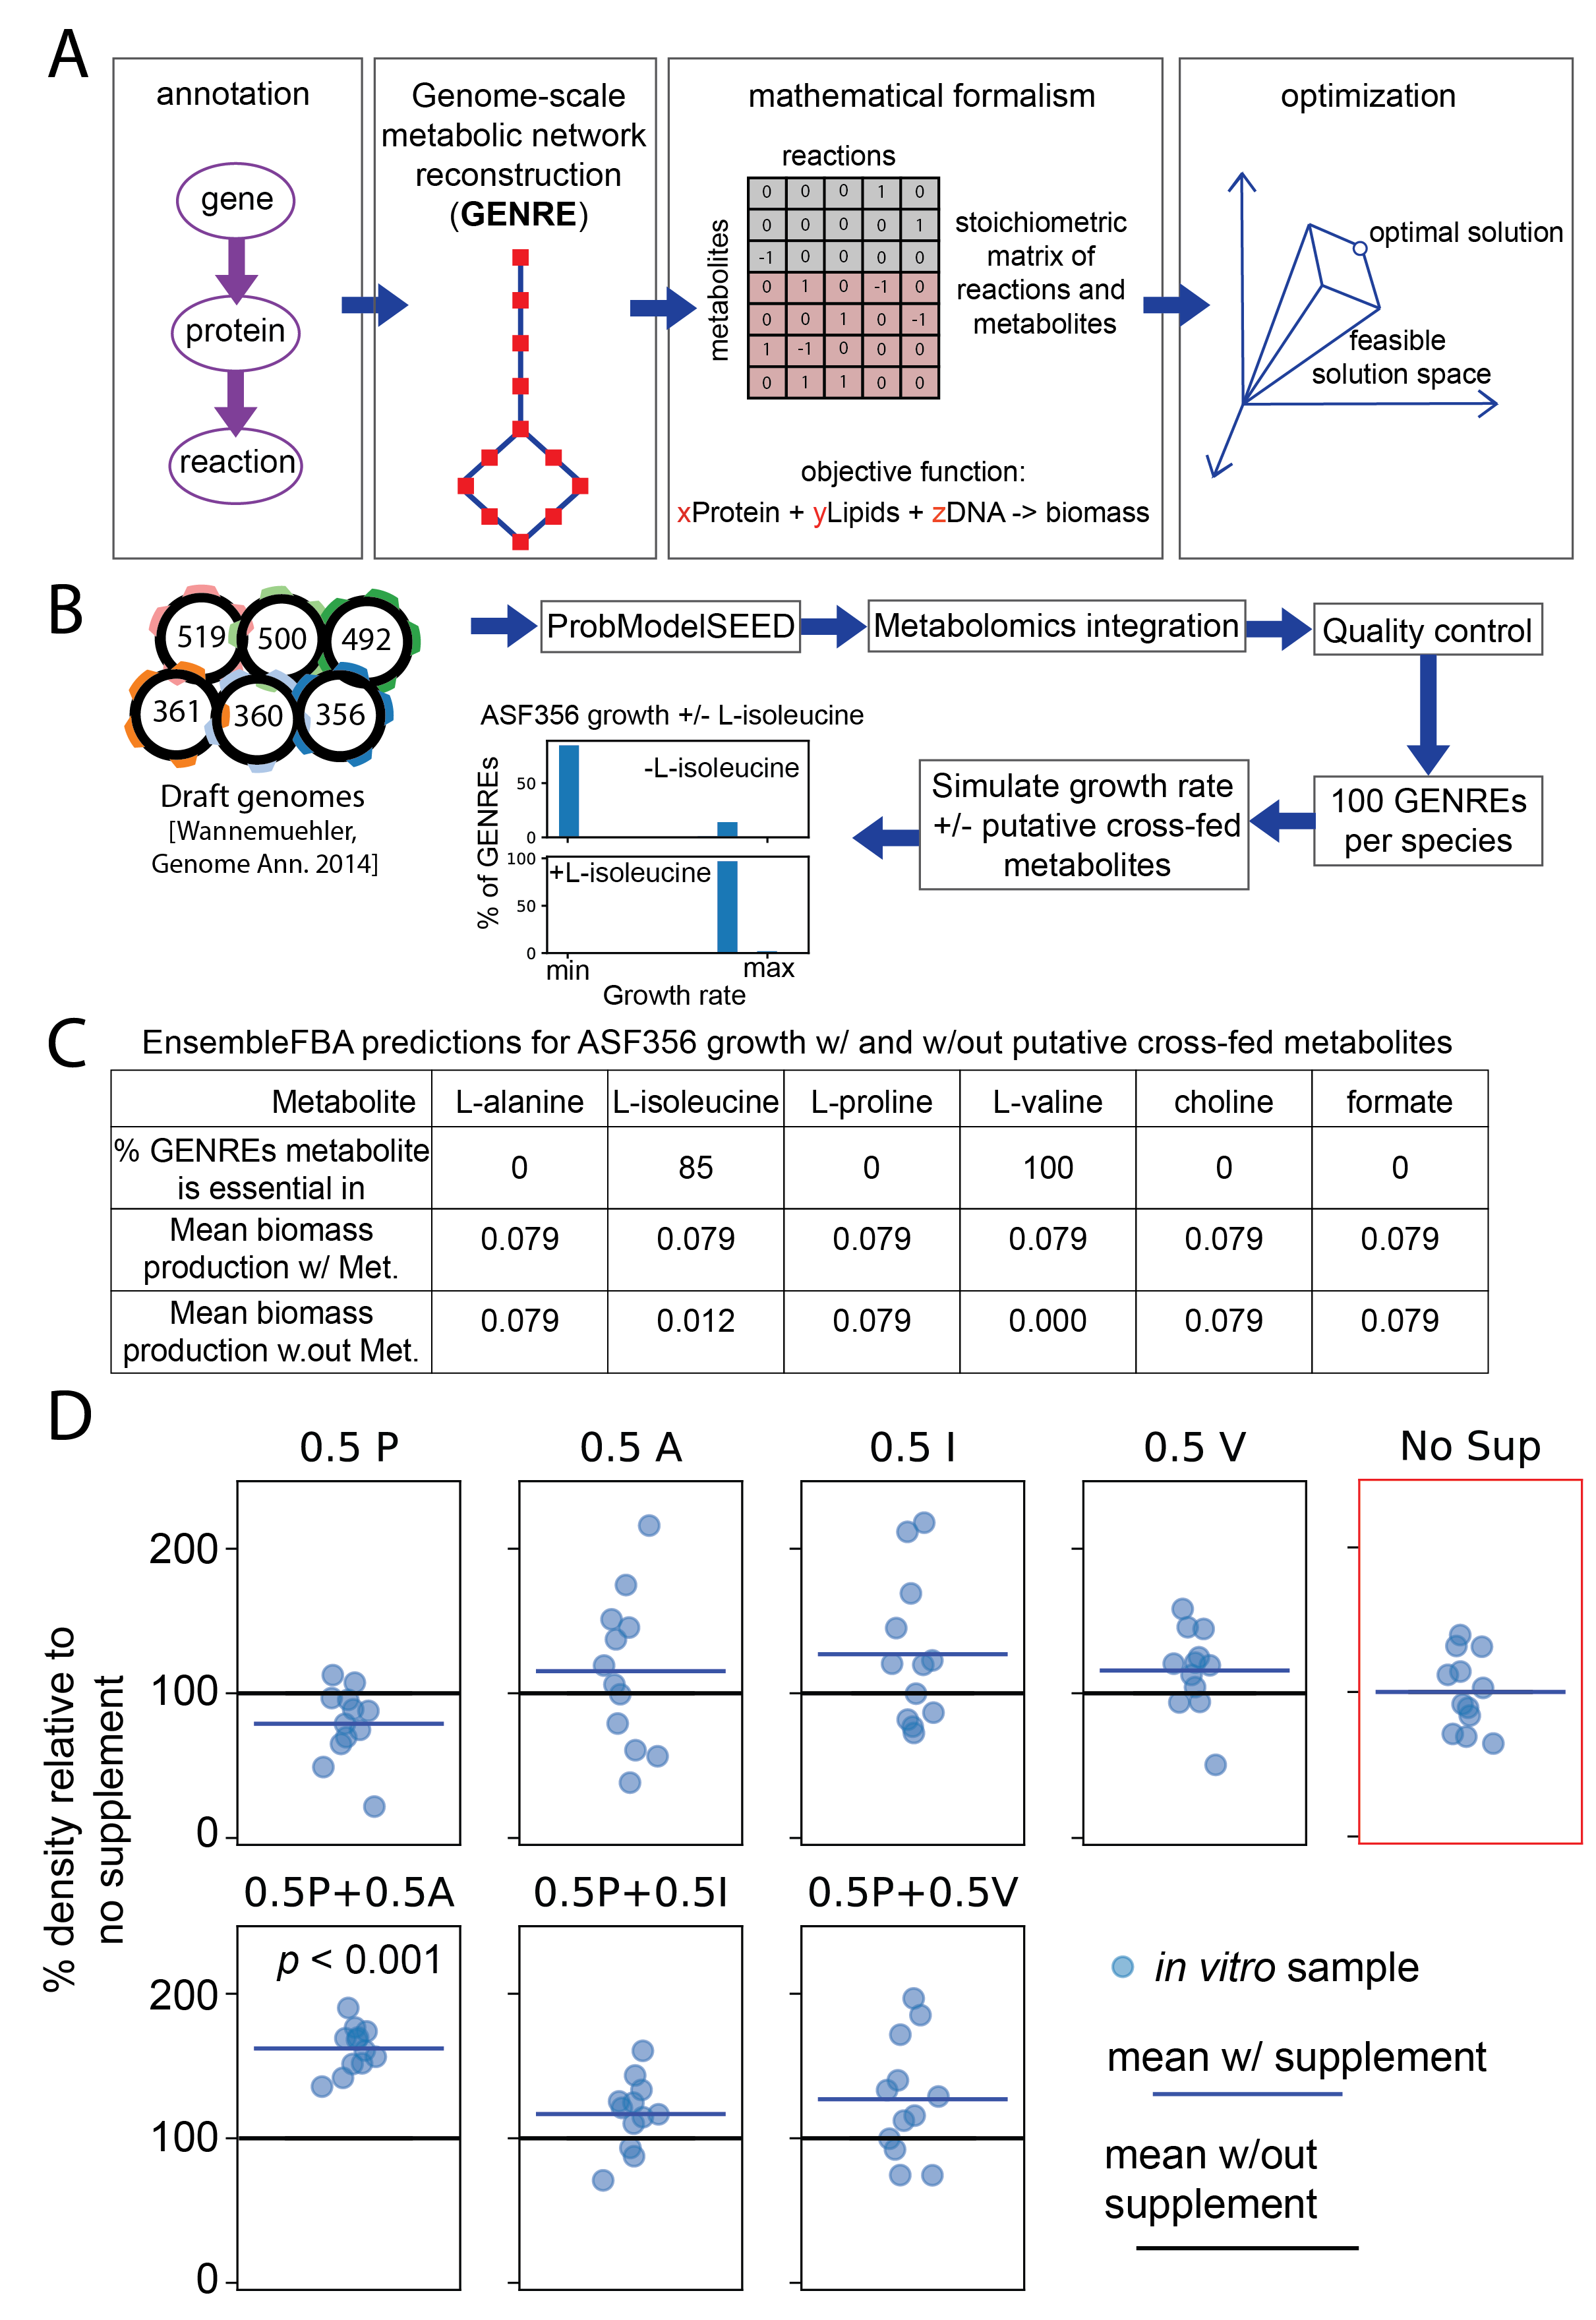 A
annotation
gene
protein
reaction
Genome-scale
metabolic network
reconstruction
(GENRE)
mathematical formalism
reactions
metabolites
0 0 0 1 0
0 0 0 0 1
-1 0 0 0 0
0 1 0 -1 0
0 0 1 0 -1
1 -1 0 0 0
0 1 1 0 0
stoichiometric
matrix of
reactions and
metabolites
objective function:
xProtein + yLipids + zDNA -> biomass
optimization
optimal solution
feasible
solution space
B
519 500 492
361 360 356
Draft genomes
[Wannemuehler,
Genome Ann. 2014]
ProbModelSEED
Metabolomics integration
Quality control
100 GENREs
per species
Simulate growth rate
+/- putative cross-fed
metabolites
ASF356 growth +/- L-isoleucine
% of GENREs
-L-isoleucine
50
0
+L-isoleucine
100
50
0
min max
Growth rate
C
EnsembleFBA predictions for ASF356 growth w/ and w/out putative cross-fed metabolites
Metabolite L-alanine L-isoleucine L-proline L-valine choline formate
% GENREs metabolite
is essential in
0 85 0 100 0 0
Mean biomass
production w/ Met.
0.079 0.079 0.079 0.079 0.079 0.079
Mean biomass
production w.out Met.
0.079 0.012 0.079 0.000 0.079 0.079
D
% density relative to
no supplement
0.5 P 0.5 A 0.5 I 0.5 V No Sup
200
100
0
0.5P+0.5A 0.5P+0.5I 0.5P+0.5V
p < 0.001
200
100
0
in vitro sample
mean w/ supplement
mean w/out
supplement